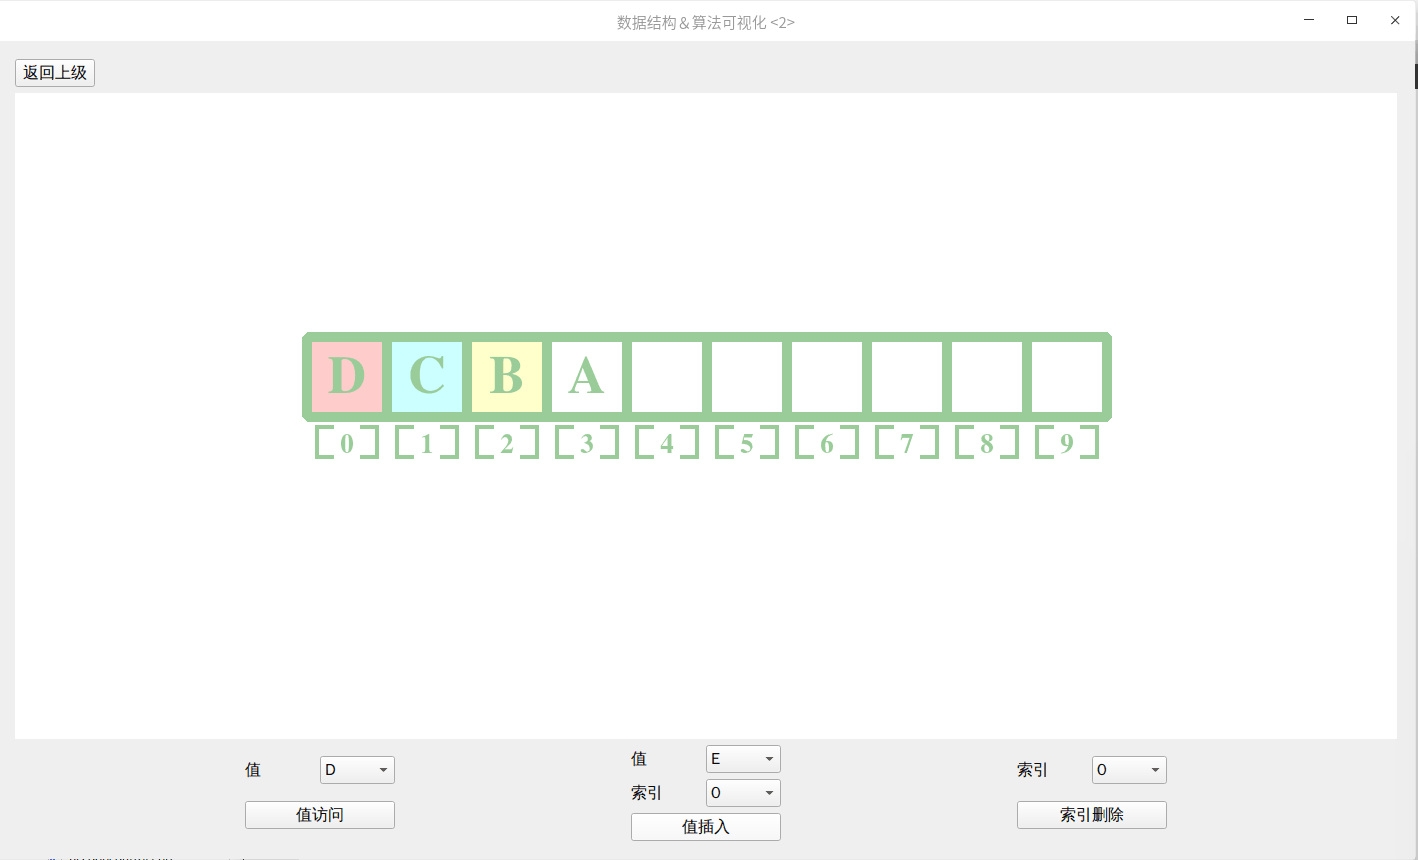 数据结构＆算法可视化 <2>
返回上级
D C B A
[0] [1] [2] [3] [4] [5] [6] [7] [8] [9]
值 D
值访问
值 E
索引 0
值插入
索引 0
索引删除